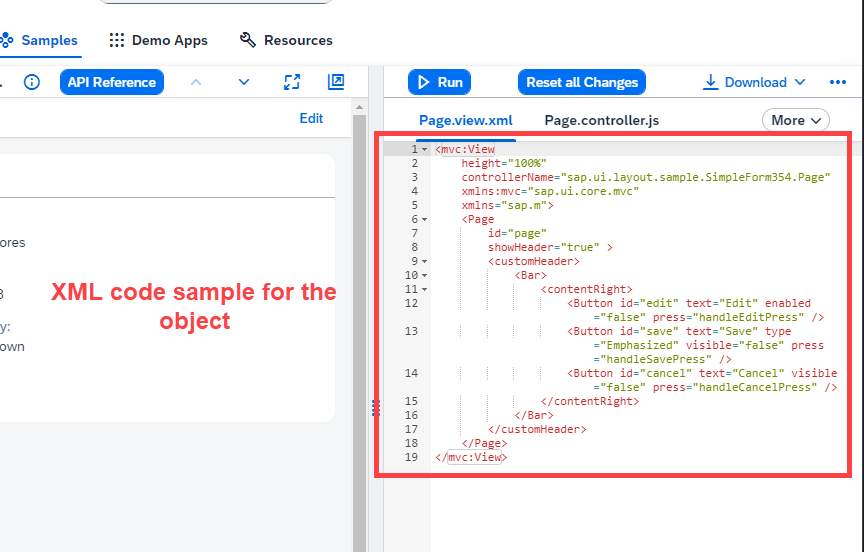 Samples
Demo Apps
Resources
API Reference
Run
Reset all Changes
Download
Edit
Page.view.xml
Page.controller.js
More
ores
3
y:
own
XML code sample for the
object
1 <mvc:View
2 height="100%"
3 controllerName="sap.ui.layout.sample.SimpleForm354.Page"
4 xmlns:mvc="sap.ui.core.mvc"
5 xmlns="sap.m">
6 <Page
7 id="page"
8 showHeader="true" >
9 <customHeader>
10 <Bar>
11 <contentRight>
12 <Button id="edit" text="Edit" enabled
="false" press="handleEditPress" />
13 <Button id="save" text="Save" type
="Emphasized" visible="false" press
="handleSavePress" />
14 <Button id="cancel" text="Cancel" visible
="false" press="handleCancelPress" />
15 </contentRight>
16 </Bar>
17 </customHeader>
18 </Page>
19 </mvc:View>